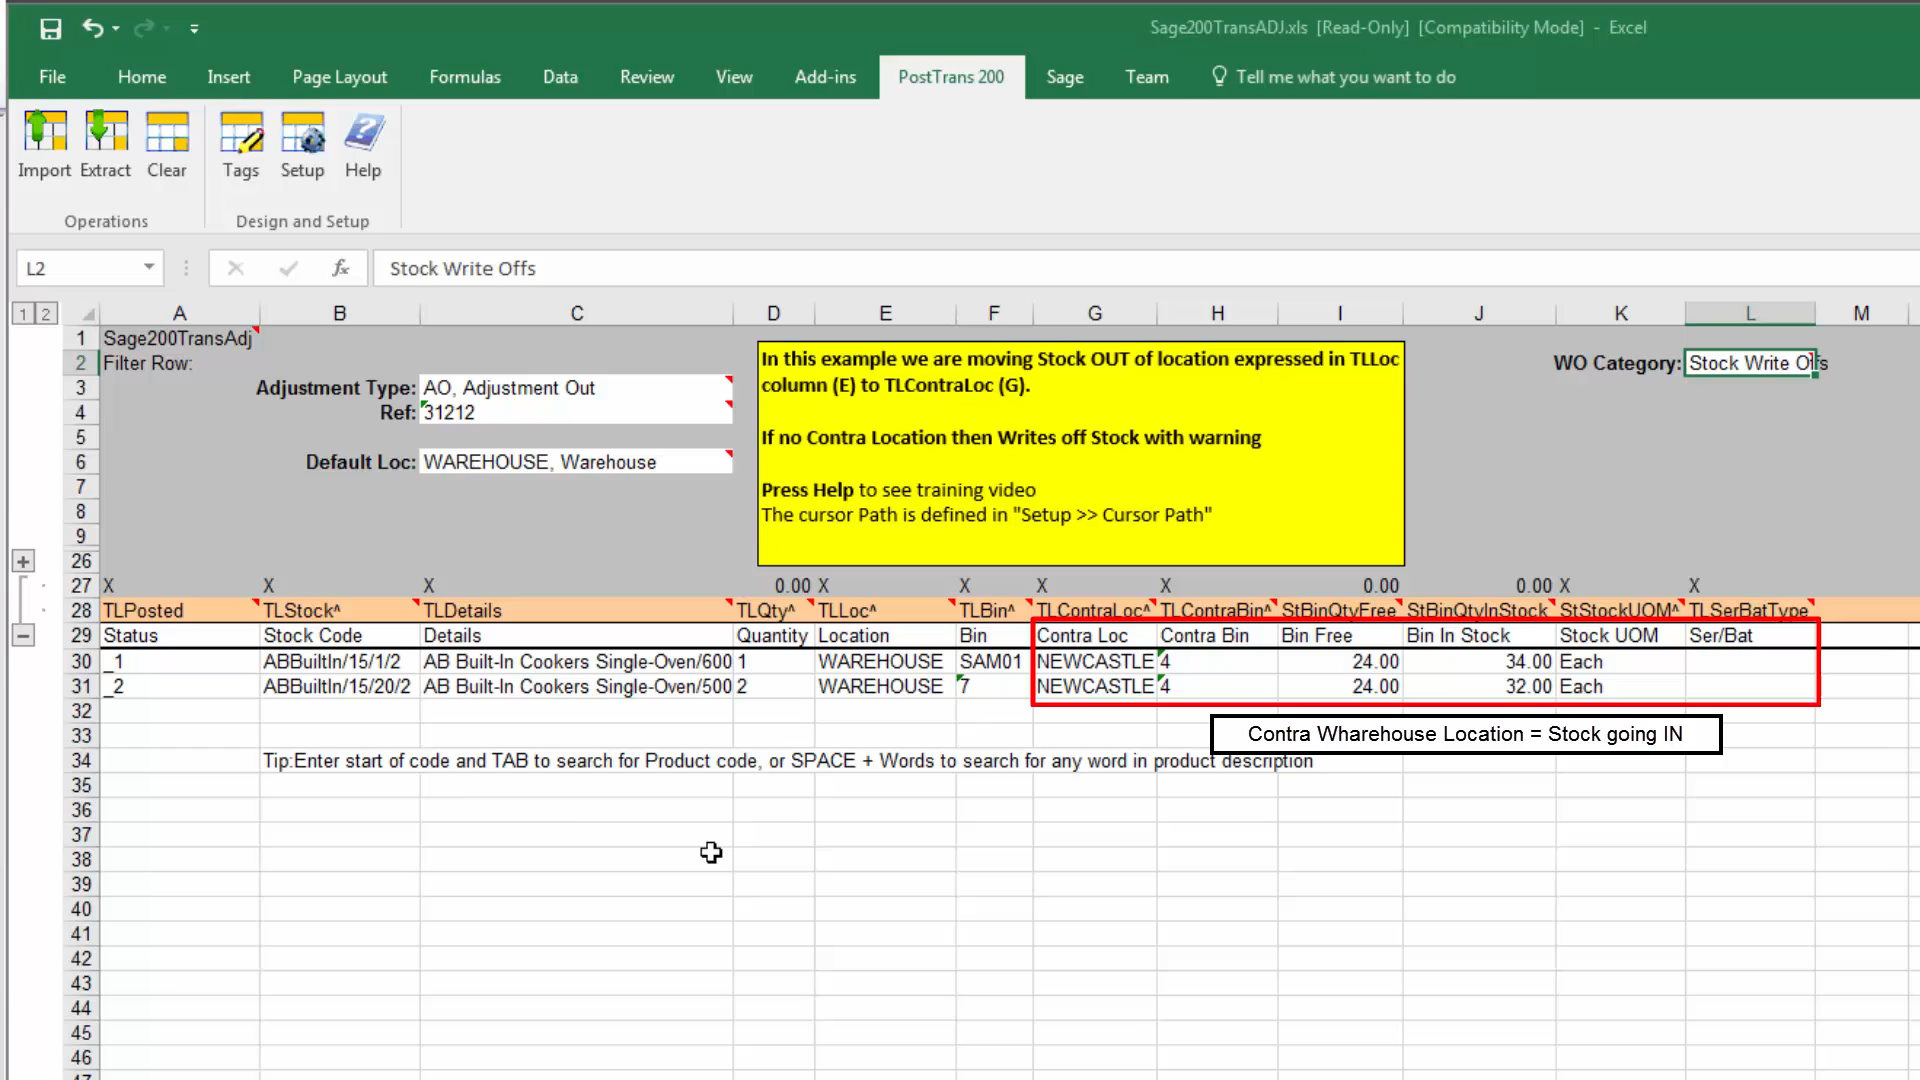 Sage200TransADJ.xls [Read-Only] [Compatibility Mode] - Excel
File Home Insert Page Layout Formulas Data Review View Add-ins PostTrans 200 Sage Team Tell me what you want to do
Import Extract Clear Tags Setup Help
Operations Design and Setup
L2 fx Stock Write Offs
1 2 A B C D E F G H I J K L M
1 Sage200TransAdj
2 Filter Row: WO Category: Stock Write Offs
3 Adjustment Type: AO, Adjustment Out
4 Ref: 31212
5
6 Default Loc: WAREHOUSE, Warehouse
7
8
9
26
In this example we are moving Stock OUT of location expressed in TLLoc
column (E) to TLContraLoc (G).
If no Contra Location then Writes off Stock with warning
Press Help to see training video
The cursor Path is defined in "Setup >> Cursor Path"
27 X X X 0.00 X X X X 0.00 0.00 X X
28 TLPosted TLStock^ TLDetails TLQty^ TLLoc^ TLBin^ TLContraLoc^ TLContraBin^ StBinQtyFree StBinQtyInStock StStockUOM^ TLSerBatType
29 Status Stock Code Details Quantity Location Bin Contra Loc Contra Bin Bin Free Bin In Stock Stock UOM Ser/Bat
30 _1 ABBuiltIn/15/1/2 AB Built-In Cookers Single-Oven/600 1 WAREHOUSE SAM01 NEWCASTLE 4 24.00 34.00 Each
31 _2 ABBuiltIn/15/20/2 AB Built-In Cookers Single-Oven/500 2 WAREHOUSE 7 NEWCASTLE 4 24.00 32.00 Each
32
33
Contra Wharehouse Location = Stock going IN
34 Tip:Enter start of code and TAB to search for Product code, or SPACE + Words to search for any word in product description
35
36
37
38
39
40
41
42
43
44
45
46
47